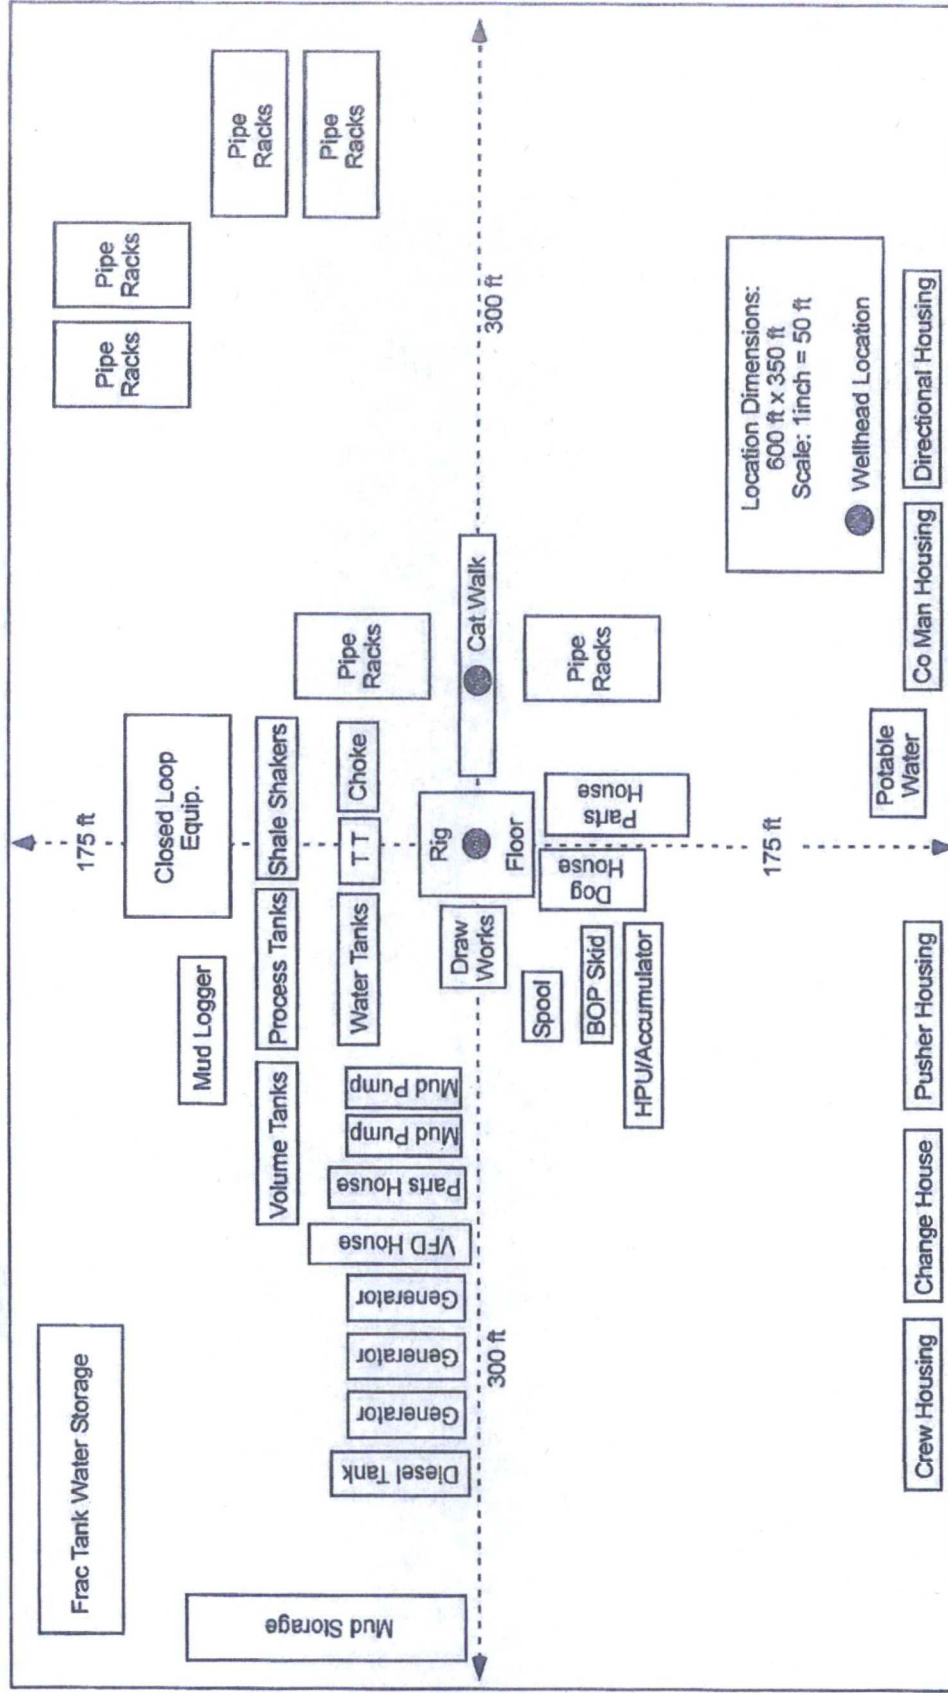 Frac Tank Water Storage
Mud Storage
Diesel Tank
Generator
Generator
Generator
VFD House
Parts House
Mud Pump
Mud Pump
Volume Tanks
Process Tanks
Shale Shakers
Mud Logger
Closed Loop
Equip.
Water Tanks
T T
Choke
175 ft
Pipe
Racks
Pipe
Racks
Pipe
Racks
Pipe
Racks
Pipe
Racks
300 ft
Draw
Works
Rig
Floor
Cat Walk
300 ft
Spool
BOP Skid
HPU/Accumulator
Dog
House
Parts
House
Pipe
Racks
175 ft
Location Dimensions:
600 ft x 350 ft
Scale: 1inch = 50 ft
Wellhead Location
Crew Housing
Change House
Pusher Housing
Potable
Water
Co Man Housing
Directional Housing